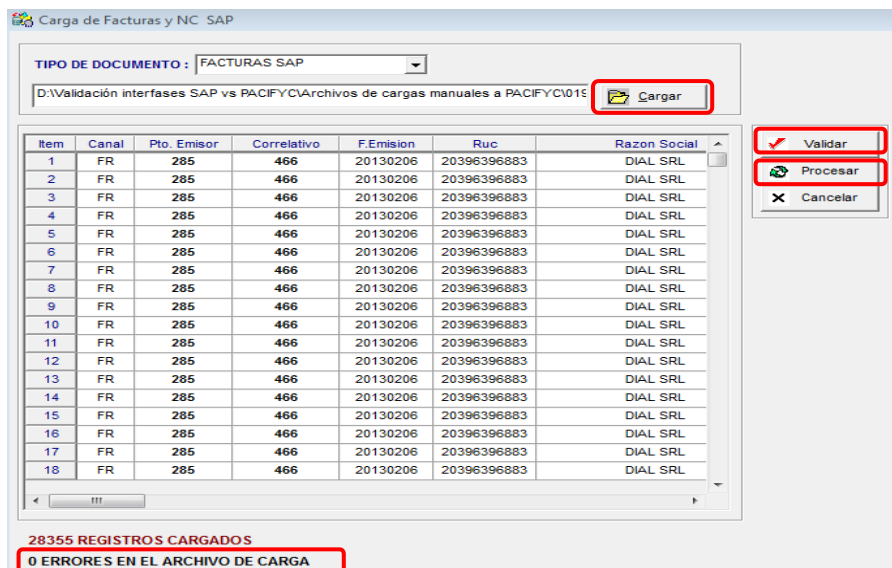 Carga de Facturas y NC SAP
TIPO DE DOCUMENTO : FACTURAS SAP
D:\Validación interfases SAP vs PACIFYC\Archivos de cargas manuales a PACIFYC\019 Cargar
Item Canal Pto. Emisor Correlativo F.Emision Ruc Razon Social
1 FR 285 466 20130206 20396396883 DIAL SRL
2 FR 285 466 20130206 20396396883 DIAL SRL
3 FR 285 466 20130206 20396396883 DIAL SRL
4 FR 285 466 20130206 20396396883 DIAL SRL
5 FR 285 466 20130206 20396396883 DIAL SRL
6 FR 285 466 20130206 20396396883 DIAL SRL
7 FR 285 466 20130206 20396396883 DIAL SRL
8 FR 285 466 20130206 20396396883 DIAL SRL
9 FR 285 466 20130206 20396396883 DIAL SRL
10 FR 285 466 20130206 20396396883 DIAL SRL
11 FR 285 466 20130206 20396396883 DIAL SRL
12 FR 285 466 20130206 20396396883 DIAL SRL
13 FR 285 466 20130206 20396396883 DIAL SRL
14 FR 285 466 20130206 20396396883 DIAL SRL
15 FR 285 466 20130206 20396396883 DIAL SRL
16 FR 285 466 20130206 20396396883 DIAL SRL
17 FR 285 466 20130206 20396396883 DIAL SRL
18 FR 285 466 20130206 20396396883 DIAL SRL
Validar
Procesar
Cancelar
28355 REGISTROS CARGADOS
0 ERRORES EN EL ARCHIVO DE CARGA